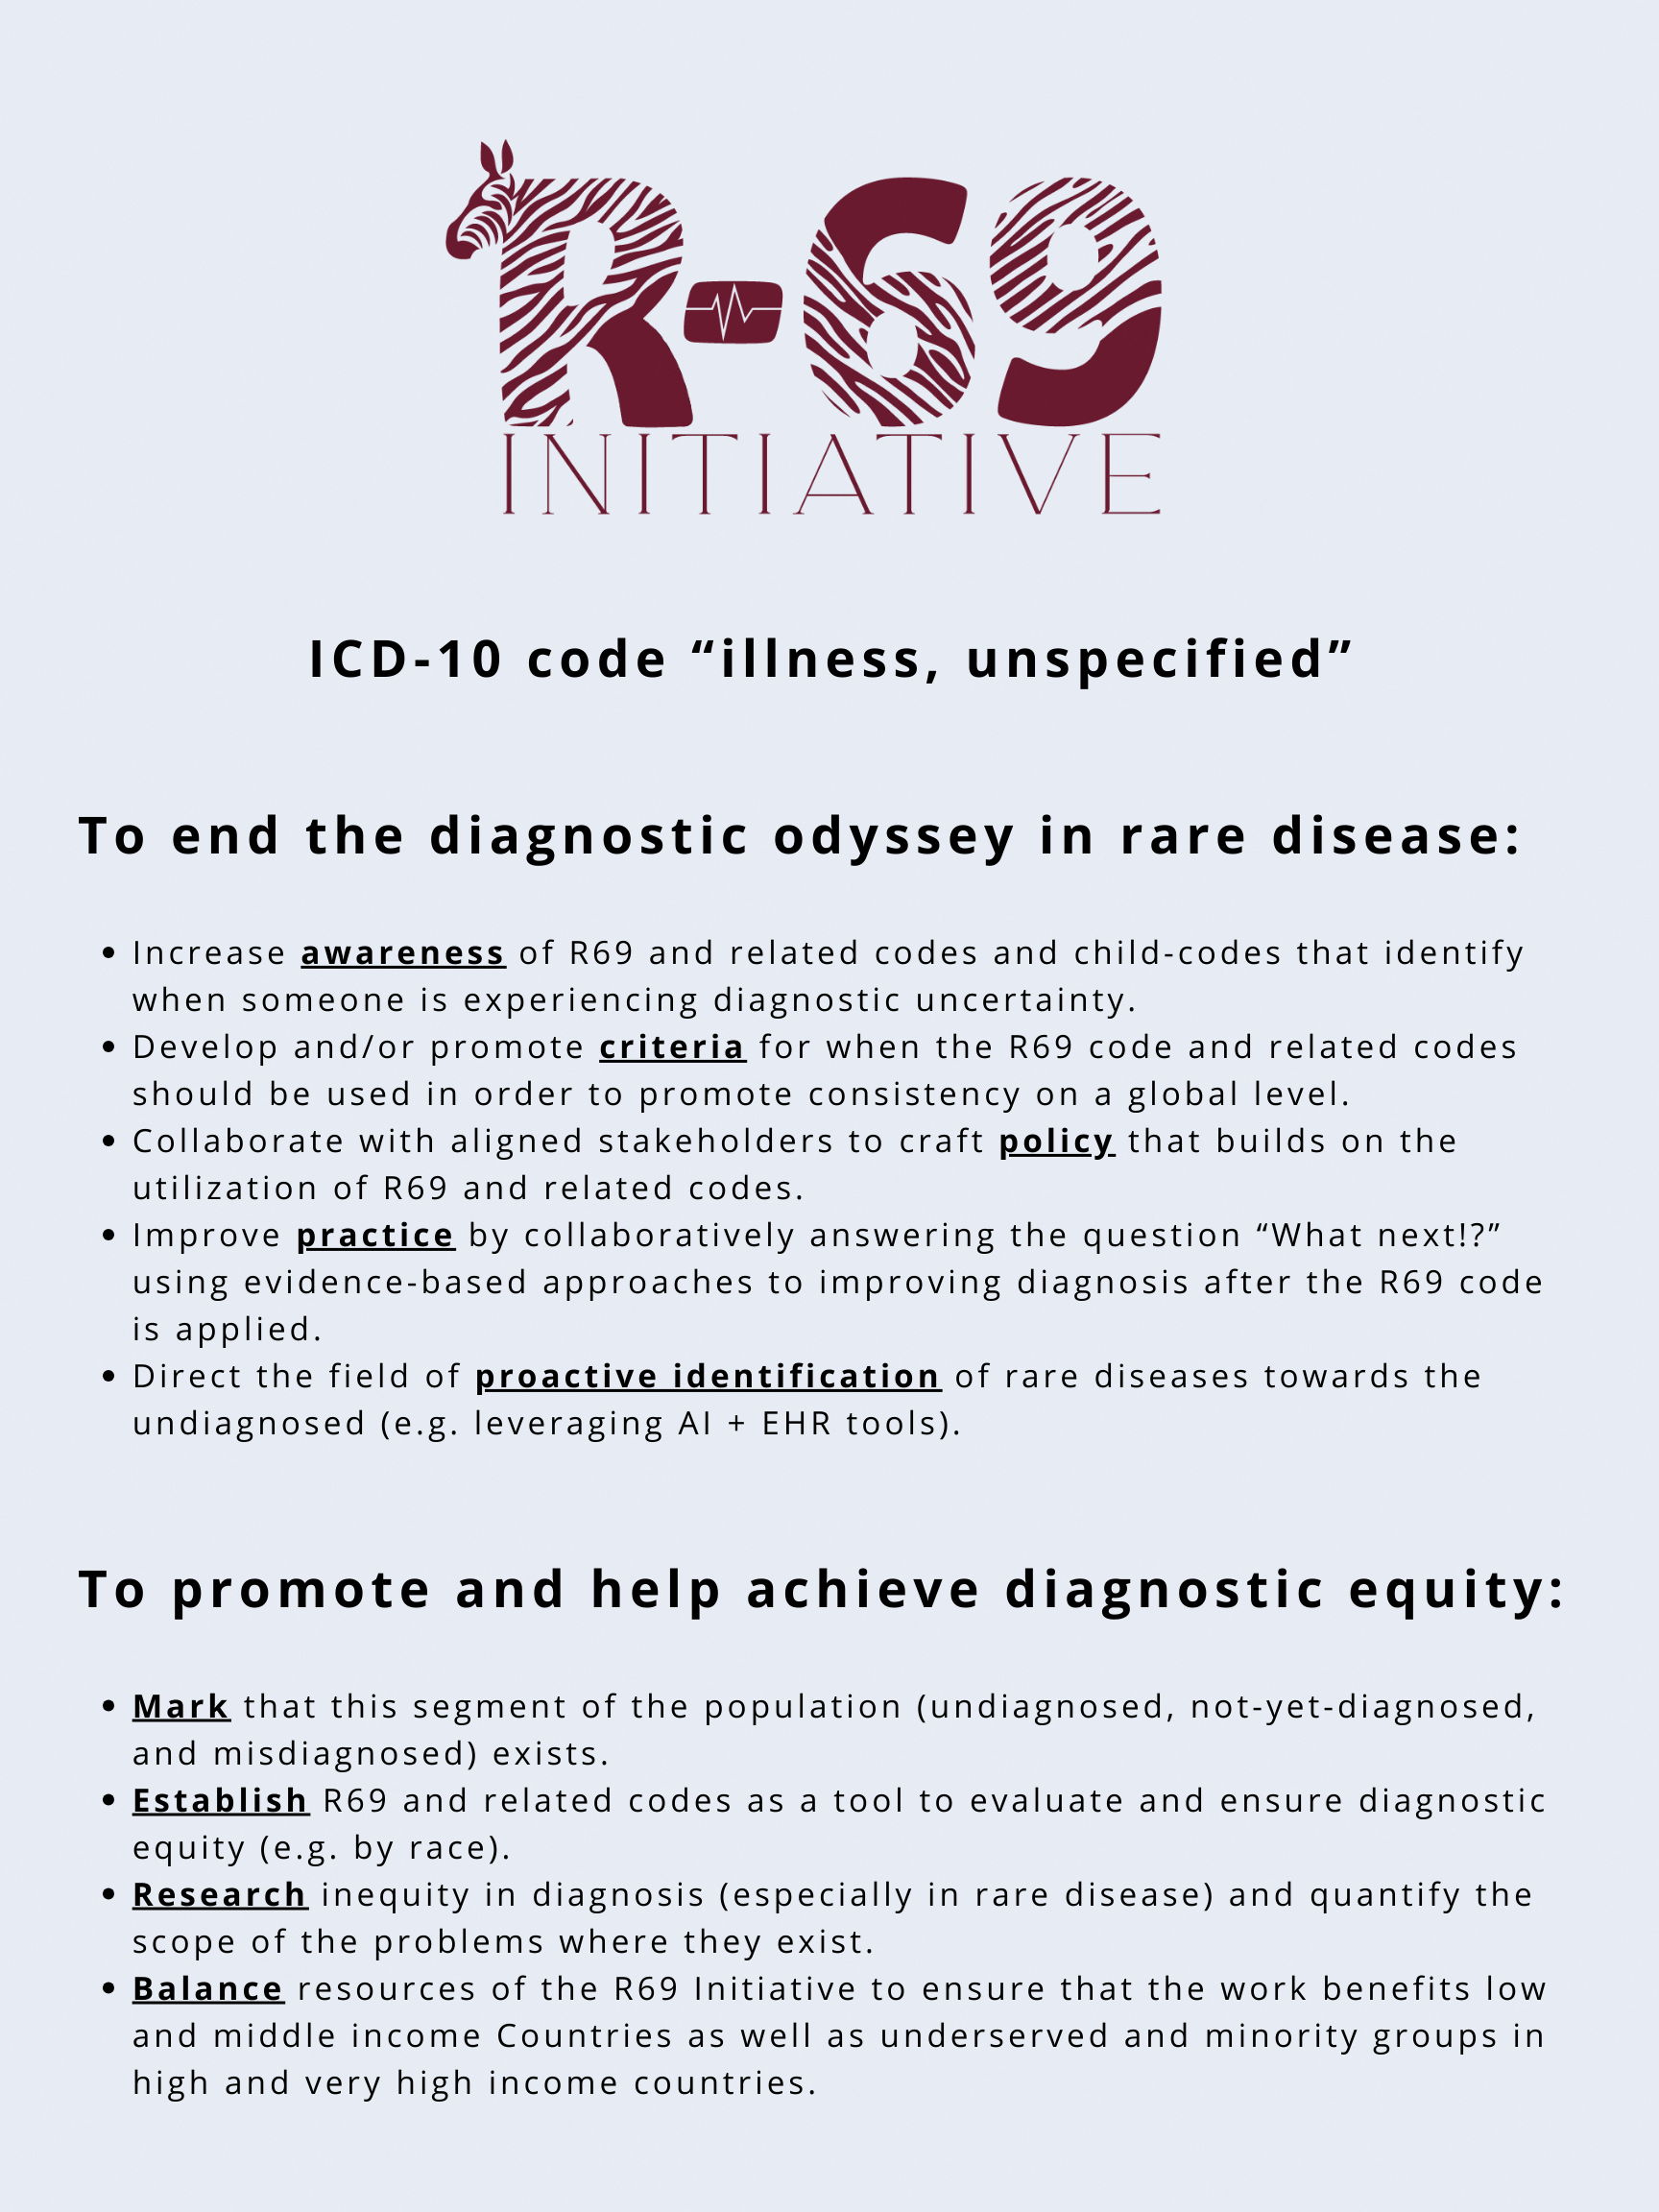 R-69
INITIATIVE
ICD-10 code “illness, unspecified”
To end the diagnostic odyssey in rare disease:
• Increase awareness of R69 and related codes and child-codes that identify
when someone is experiencing diagnostic uncertainty.
• Develop and/or promote criteria for when the R69 code and related codes
should be used in order to promote consistency on a global level.
• Collaborate with aligned stakeholders to craft policy that builds on the
utilization of R69 and related codes.
• Improve practice by collaboratively answering the question “What next!?”
using evidence-based approaches to improving diagnosis after the R69 code
is applied.
• Direct the field of proactive identification of rare diseases towards the
undiagnosed (e.g. leveraging AI + EHR tools).
To promote and help achieve diagnostic equity:
• Mark that this segment of the population (undiagnosed, not-yet-diagnosed,
and misdiagnosed) exists.
• Establish R69 and related codes as a tool to evaluate and ensure diagnostic
equity (e.g. by race).
• Research inequity in diagnosis (especially in rare disease) and quantify the
scope of the problems where they exist.
• Balance resources of the R69 Initiative to ensure that the work benefits low
and middle income Countries as well as underserved and minority groups in
high and very high income countries.